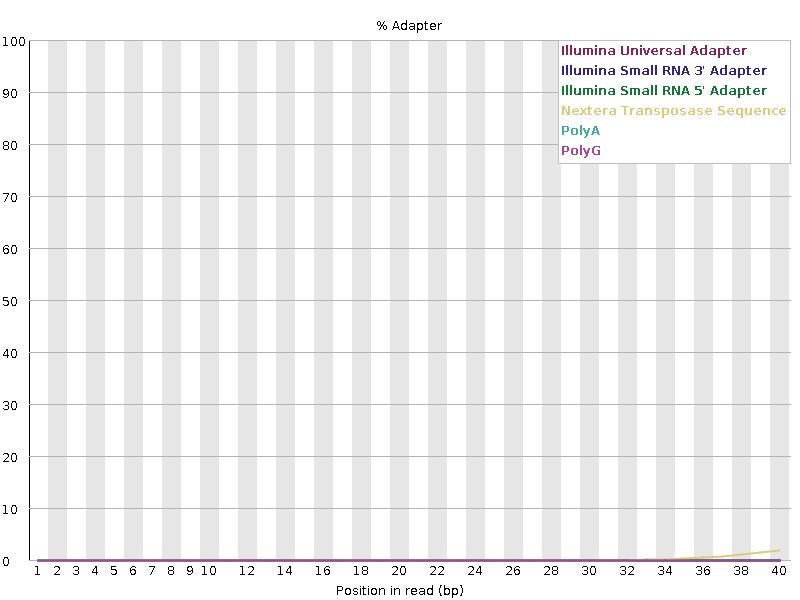 % Adapter
100
90
80
70
60
50
40
30
20
10
0
Illumina Universal Adapter
Illumina Small RNA 3' Adapter
Illumina Small RNA 5' Adapter
Nextera Transposase Sequence
PolyA
PolyG
1 2 3 4 5 6 7 8 9 10 12 14 16 18 20 22 24 26 28 30 32 34 36 38 40
Position in read (bp)